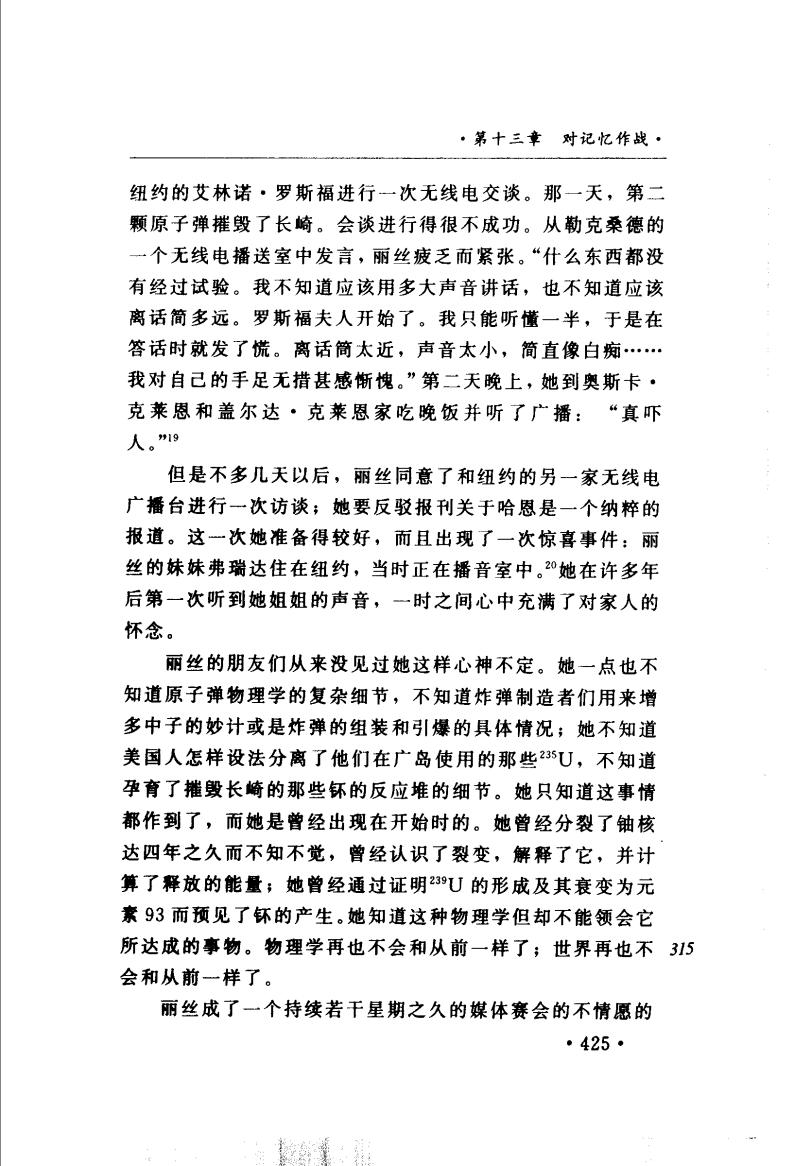 ·第十三章 对记忆作战·
纽约的艾林诺·罗斯福进行一次无线电交谈。那一天，第二
颗原子弹摧毁了长崎。会谈进行得很不成功。从勒克桑德的
一个无线电播送室中发言，丽丝疲乏而紧张。“什么东西都没
有经过试验。我不知道应该用多大声音讲话，也不知道应该
离话筒多远。罗斯福夫人开始了。我只能听懂一半，于是在
答话时就发了慌。离话筒太近，声音太小，简直像白痴……
我对自己的手足无措甚感惭愧。”第二天晚上，她到奥斯卡·
克莱恩和盖尔达·克莱恩家吃晚饭并听了广播：“真吓
人。”19
但是不多几天以后，丽丝同意了和纽约的另一家无线电
广播台进行一次访谈；她要反驳报刊关于哈恩是一个纳粹的
报道。这一次她准备得较好，而且出现了一次惊喜事件：丽
丝的妹妹弗瑞达住在纽约，当时正在播音室中。20她在许多年
后第一次听到她姐姐的声音，一时之间心中充满了对家人的
怀念。
丽丝的朋友们从来没见过她这样心神不定。她一点也不
知道原子弹物理学的复杂细节，不知道炸弹制造者们用来增
多中子的妙计或是炸弹的组装和引爆的具体情况；她不知道
美国人怎样设法分离了他们在广岛使用的那些235U，不知道
孕育了摧毁长崎的那些钚的反应堆的细节。她只知道这事情
都作到了，而她是曾经出现在开始时的。她曾经分裂了铀核
达四年之久而不知不觉，曾经认识了裂变，解释了它，并计
算了释放的能量；她曾经通过证明239U 的形成及其衰变为元
素 93 而预见了钚的产生。她知道这种物理学但却不能领会它
所达成的事物。物理学再也不会和从前一样了；世界再也不 315
会和从前一样了。
丽丝成了一个持续若干星期之久的媒体赛会的不情愿的
·425·